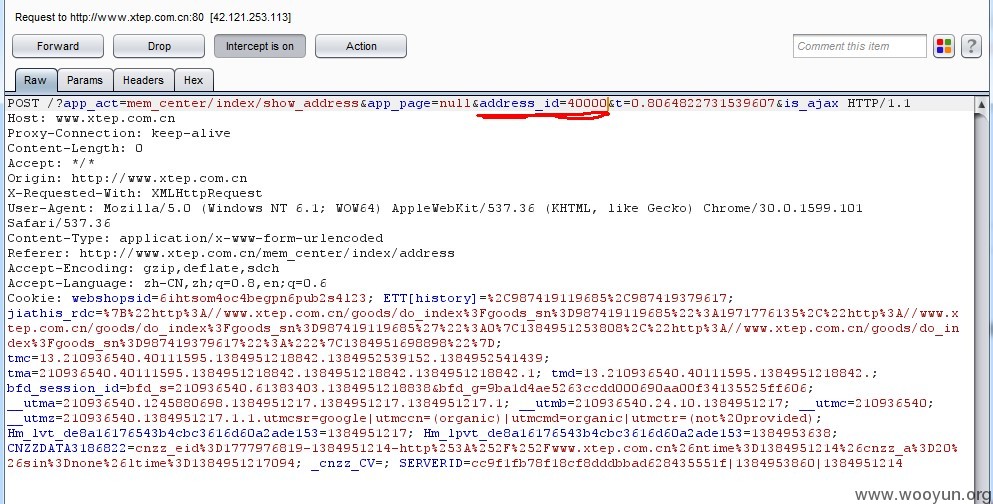 Request to http://www.xtep.com.cn:80 [42.121.253.113]
Forward Drop Intercept is on Action Comment this item ?
Raw Params Headers Hex
POST /?app_act=mem_center/index/show_address&app_page=null&address_id=40000&t=0.8064822731539607&is_ajax HTTP/1.1
Host: www.xtep.com.cn
Proxy-Connection: keep-alive
Content-Length: 0
Accept: */*
Origin: http://www.xtep.com.cn
X-Requested-With: XMLHttpRequest
User-Agent: Mozilla/5.0 (Windows NT 6.1; WOW64) AppleWebKit/537.36 (KHTML, like Gecko) Chrome/30.0.1599.101
Safari/537.36
Content-Type: application/x-www-form-urlencoded
Referer: http://www.xtep.com.cn/mem_center/index/address
Accept-Encoding: gzip,deflate,sdch
Accept-Language: zh-CN,zh;q=0.8,en;q=0.6
Cookie: webshopsid=6ihtsom4oc4begpn6pub2s4123; ETT[history]=%2C987419119685%2C987419379617;
jiathis_rdc=%7B%22http%3A//www.xtep.com.cn/goods/do_index%3Fgoods_sn%3D987419119685%22%3A1971776135%2C%22http%3A//www.x
tep.com.cn/goods/do_index%3Fgoods_sn%3D987419119685%27%22%3A0%7C1384951253808%2C%22http%3A//www.xtep.com.cn/goods/do_in
dex%3Fgoods_sn%3D987419379617%22%3A%222%7C1384951698898%22%7D;
tmc=13.210936540.40111595.1384951218842.1384952539152.1384952541439;
tma=210936540.40111595.1384951218842.1384951218842.1384951218842.1; tmd=13.210936540.40111595.1384951218842.;
bfd_session_id=bfd_s=210936540.61383403.1384951218838&bfd_g=9ba1d4ae5263ccdd000690aa00f34135525ff606;
__utma=210936540.1245880698.1384951217.1384951217.1384951217.1; __utmb=210936540.24.10.1384951217; __utmc=210936540;
__utmz=210936540.1384951217.1.1.utmcsr=google|utmccn=(organic)|utmcmd=organic|utmctr=(not%20provided);
Hm_lvt_de8a16176543b4cbc3616d60a2ade153=1384951217; Hm_lpvt_de8a16176543b4cbc3616d60a2ade153=1384953638;
CNZZDATA3186822=cnzz_eid%3D1777976819-1384951214-http%253A%252F%252Fwww.xtep.com.cn%26ntime%3D1384951214%26cnzz_a%3D20%
26sin%3Dnone%26ltime%3D1384951217094; _cnzz_CV=; SERVERID=cc9f1fb78f18cf8dddbbad628435551f|1384953860|1384951214
www.wooyun.org